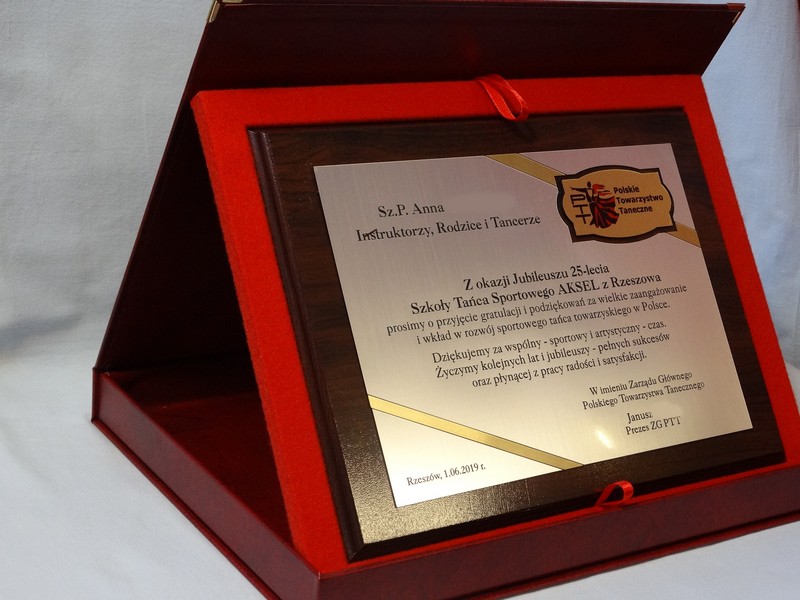 Polskie
Towarzystwo
Taneczne
PTT
Sz.P. Anna
Instruktorzy, Rodzice i Tancerze
Z okazji Jubileuszu 25-lecia
Szkoły Tańca Sportowego AKSEL z Rzeszowa
prosimy o przyjęcie gratulacji i podziękowań za wielkie zaangażowanie
i wkład w rozwój sportowego tańca towarzyskiego w Polsce.
Dziękujemy za wspólny - sportowy i artystyczny - czas.
Życzymy kolejnych lat i jubileuszy - pełnych sukcesów
oraz płynącej z pracy radości i satysfakcji.
W imieniu Zarządu Głównego
Polskiego Towarzystwa Tanecznego
Janusz
Prezes ZG PTT
Rzeszów, 1.06.2019 r.